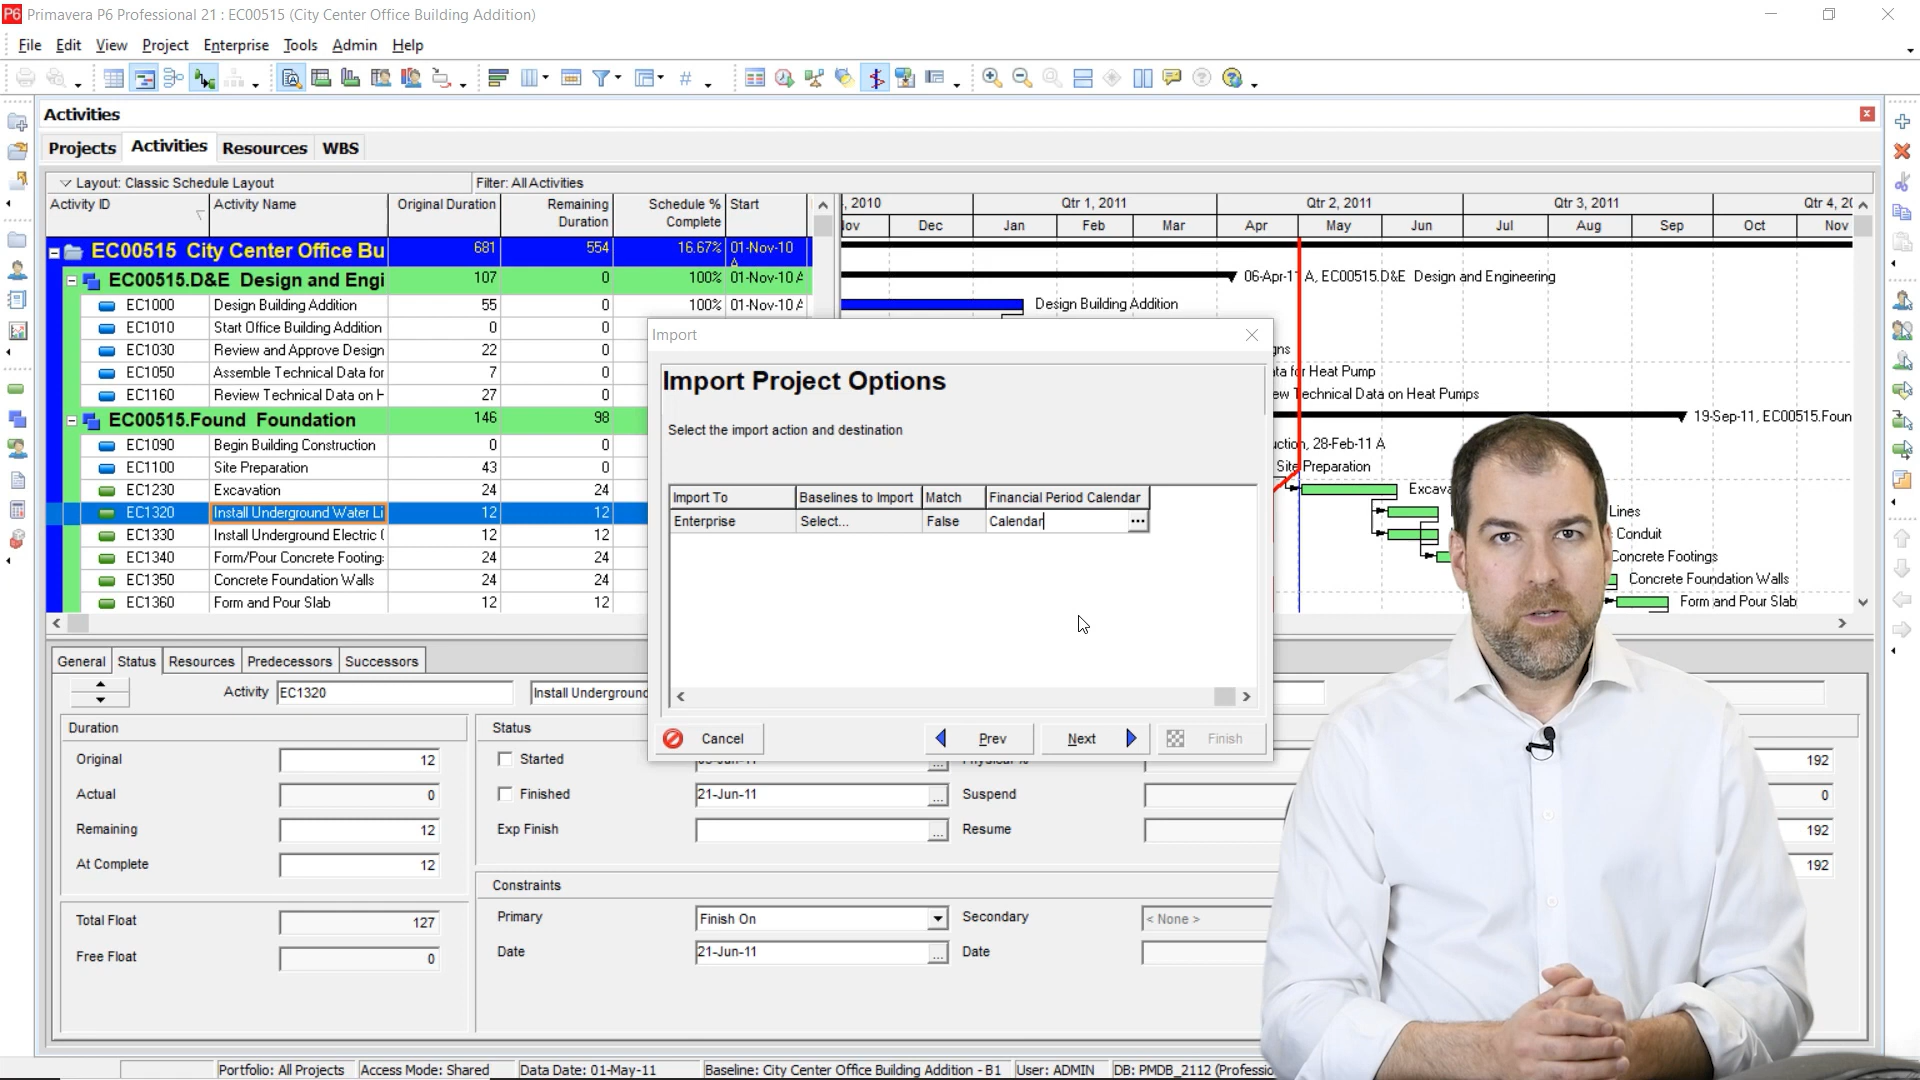 P6 Primavera P6 Professional 21 : EC00515 (City Center Office Building Addition)
File Edit View Project Enterprise Tools Admin Help
Activities
Projects Activities Resources WBS
Layout: Classic Schedule Layout Filter: All Activities
Activity ID Activity Name Original Duration Remaining Duration Schedule % Complete Start
, 2010 Qtr 1, 2011 Qtr 2, 2011 Qtr 3, 2011 Qtr 4, 20
Nov Dec Jan Feb Mar Apr May Jun Jul Aug Sep Oct Nov
EC00515 City Center Office Bu 681 554 16.67% 01-Nov-10
EC00515.D&E Design and Engi 107 0 100% 01-Nov-10 A 06-Apr-11 A, EC00515.D&E Design and Engineering
EC1000 Design Building Addition 55 0 100% 01-Nov-10 A Design Building Addition
EC1010 Start Office Building Addition 0 0
EC1030 Review and Approve Design 22 0 gns
EC1050 Assemble Technical Data for 7 0 ata for Heat Pump
EC1160 Review Technical Data on H 27 0 ew Technical Data on Heat Pumps
EC00515.Found Foundation 146 98 19-Sep-11, EC00515.Foun
EC1090 Begin Building Construction 0 0 uction, 28-Feb-11 A
EC1100 Site Preparation 43 0 Site Preparation
EC1230 Excavation 24 24 Excava
EC1320 Install Underground Water Li 12 12 Lines
EC1330 Install Underground Electric ( 12 12 Conduit
EC1340 Form/Pour Concrete Footing: 24 24 Concrete Footings
EC1350 Concrete Foundation Walls 24 24 Concrete Foundation Walls
EC1360 Form and Pour Slab 12 12 Form and Pour Slab
Import
Import Project Options
Select the import action and destination
Import To Baselines to Import Match Financial Period Calendar
Enterprise Select... False Calendar ...
Cancel Prev Next Finish
General Status Resources Predecessors Successors
Activity EC1320 Install Underground
Duration Status
Original 12 Started 192
Actual 0 Finished 21-Jun-11 ... Suspend 0
Remaining 12 Exp Finish ... Resume 192
At Complete 12 192
Constraints
Total Float 127 Primary Finish On Secondary < None >
Free Float 0 Date 21-Jun-11 ... Date
Portfolio: All Projects Access Mode: Shared Data Date: 01-May-11 Baseline: City Center Office Building Addition - B1 User: ADMIN DB: PMDB_2112 (Professio